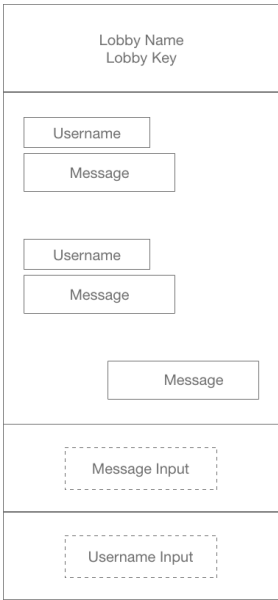 Lobby Name
Lobby Key
Username
Message
Username
Message
Message
Message Input
Username Input